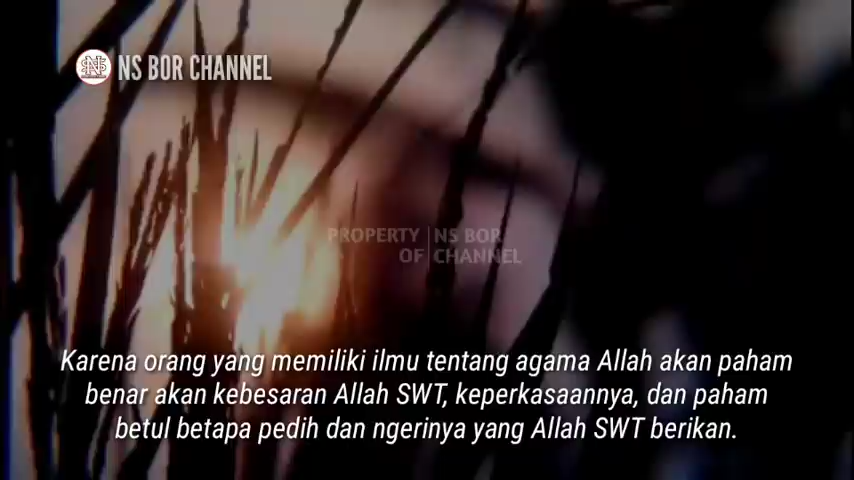 NS BOR CHANNEL
PROPERTY OF | NS BOR CHANNEL
Karena orang yang memiliki ilmu tentang agama Allah akan paham
benar akan kebesaran Allah SWT, keperkasaannya, dan paham
betul betapa pedih dan ngerinya yang Allah SWT berikan.